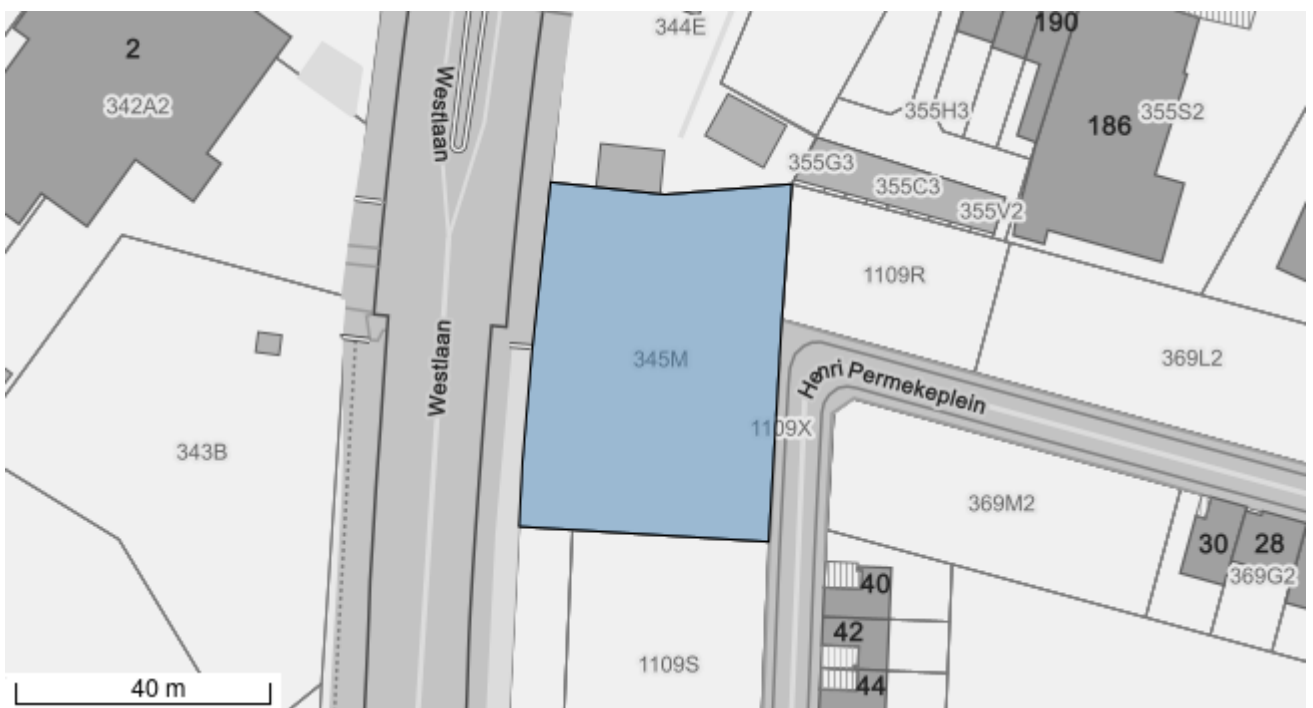 344E
190
2
342A2
Westlaan
355H3
355S2
186
355G3
355C3
355V2
1109R
Westlaan
345M
369L2
Henri Permekeplein
1109X
343B
369M2
30
28
369G2
40
42
1109S
44
40 m